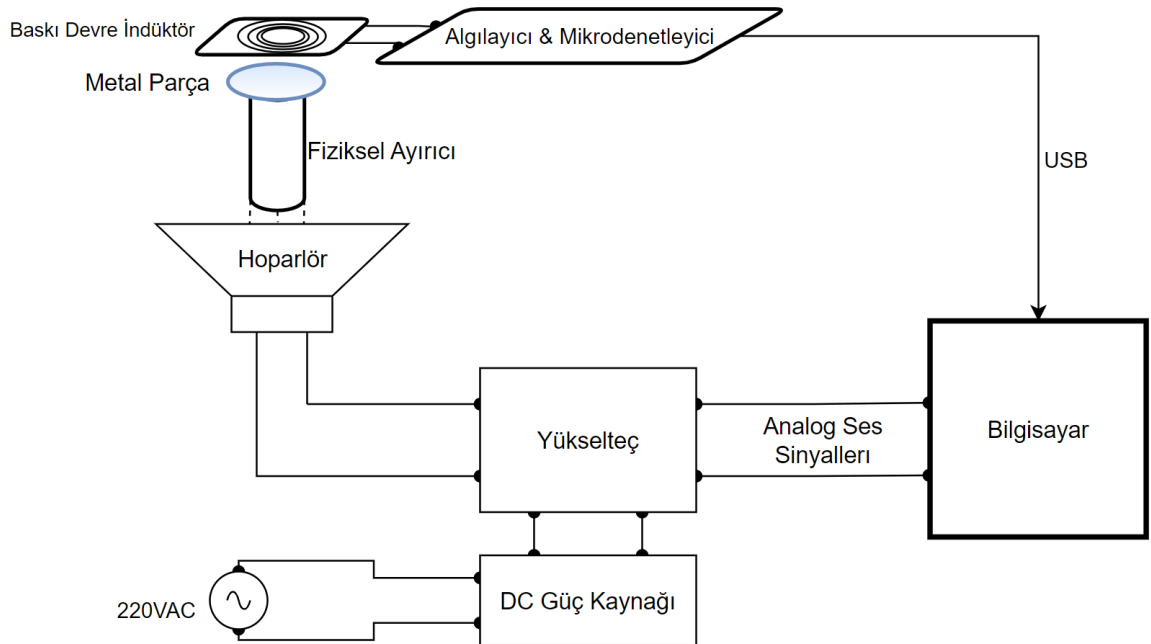 Baskı Devre İndüktör
Algılayıcı & Mikrodenetleyici
Metal Parça
Fiziksel Ayırıcı
USB
Hoparlör
Yükselteç
Analog Ses
Sinyallerı
Bilgisayar
DC Güç Kaynağı
220VAC